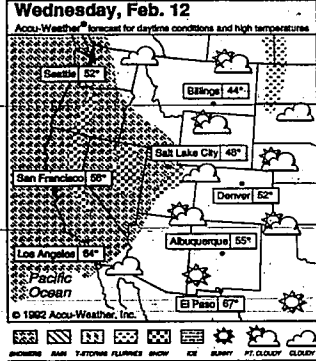 Wednesday, Feb. 12
Accu-Weather® forecast for daytime conditions and high temperatures
Seattle 52°
Billings 44°
Salt Lake City 48°
San Francisco 58°
Denver 52°
Los Angeles 64°
Albuquerque 55°
Pacific
Ocean
El Paso 67°
© 1992 Accu-Weather, Inc.
SHOWERS RAIN T-STORMS FLURRIES SNOW ICE SUNNY PT. CLOUDY CLOUDY